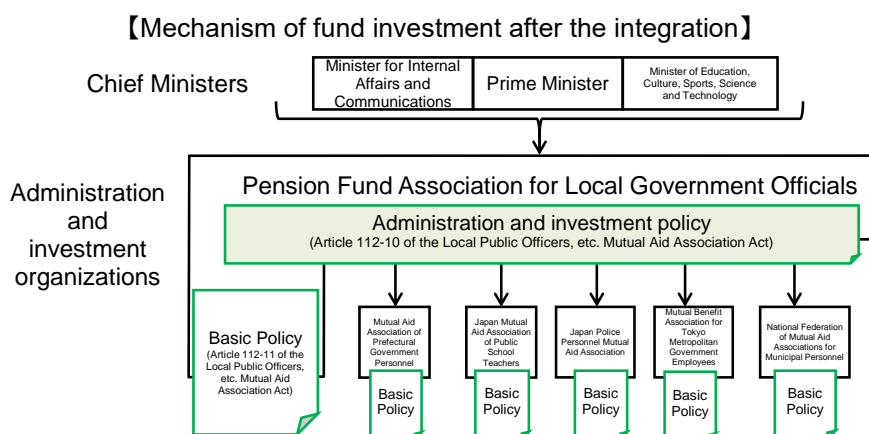 【Mechanism of fund investment after the integration】
Chief Ministers
Minister for Internal
Affairs and
Communications
Prime Minister
Minister of Education,
Culture, Sports, Science
and Technology
Administration
and
investment
organizations
Pension Fund Association for Local Government Officials
Administration and investment policy
(Article 112-10 of the Local Public Officers, etc. Mutual Aid Association Act)
Basic Policy
(Article 112-11 of the
Local Public Officers,
etc. Mutual Aid
Association Act)
Mutual Aid
Association of
Prefectural
Government
Personnel
Basic
Policy
Japan Mutual
Aid Association
of Public
School
Teachers
Basic
Policy
Japan Police
Personnel Mutual
Aid Association
Basic
Policy
Mutual Benefit
Association for
Tokyo
Metropolitan
Government
Employees
Basic
Policy
National Federation
of Mutual Aid
Associations for
Municipal Personnel
Basic
Policy